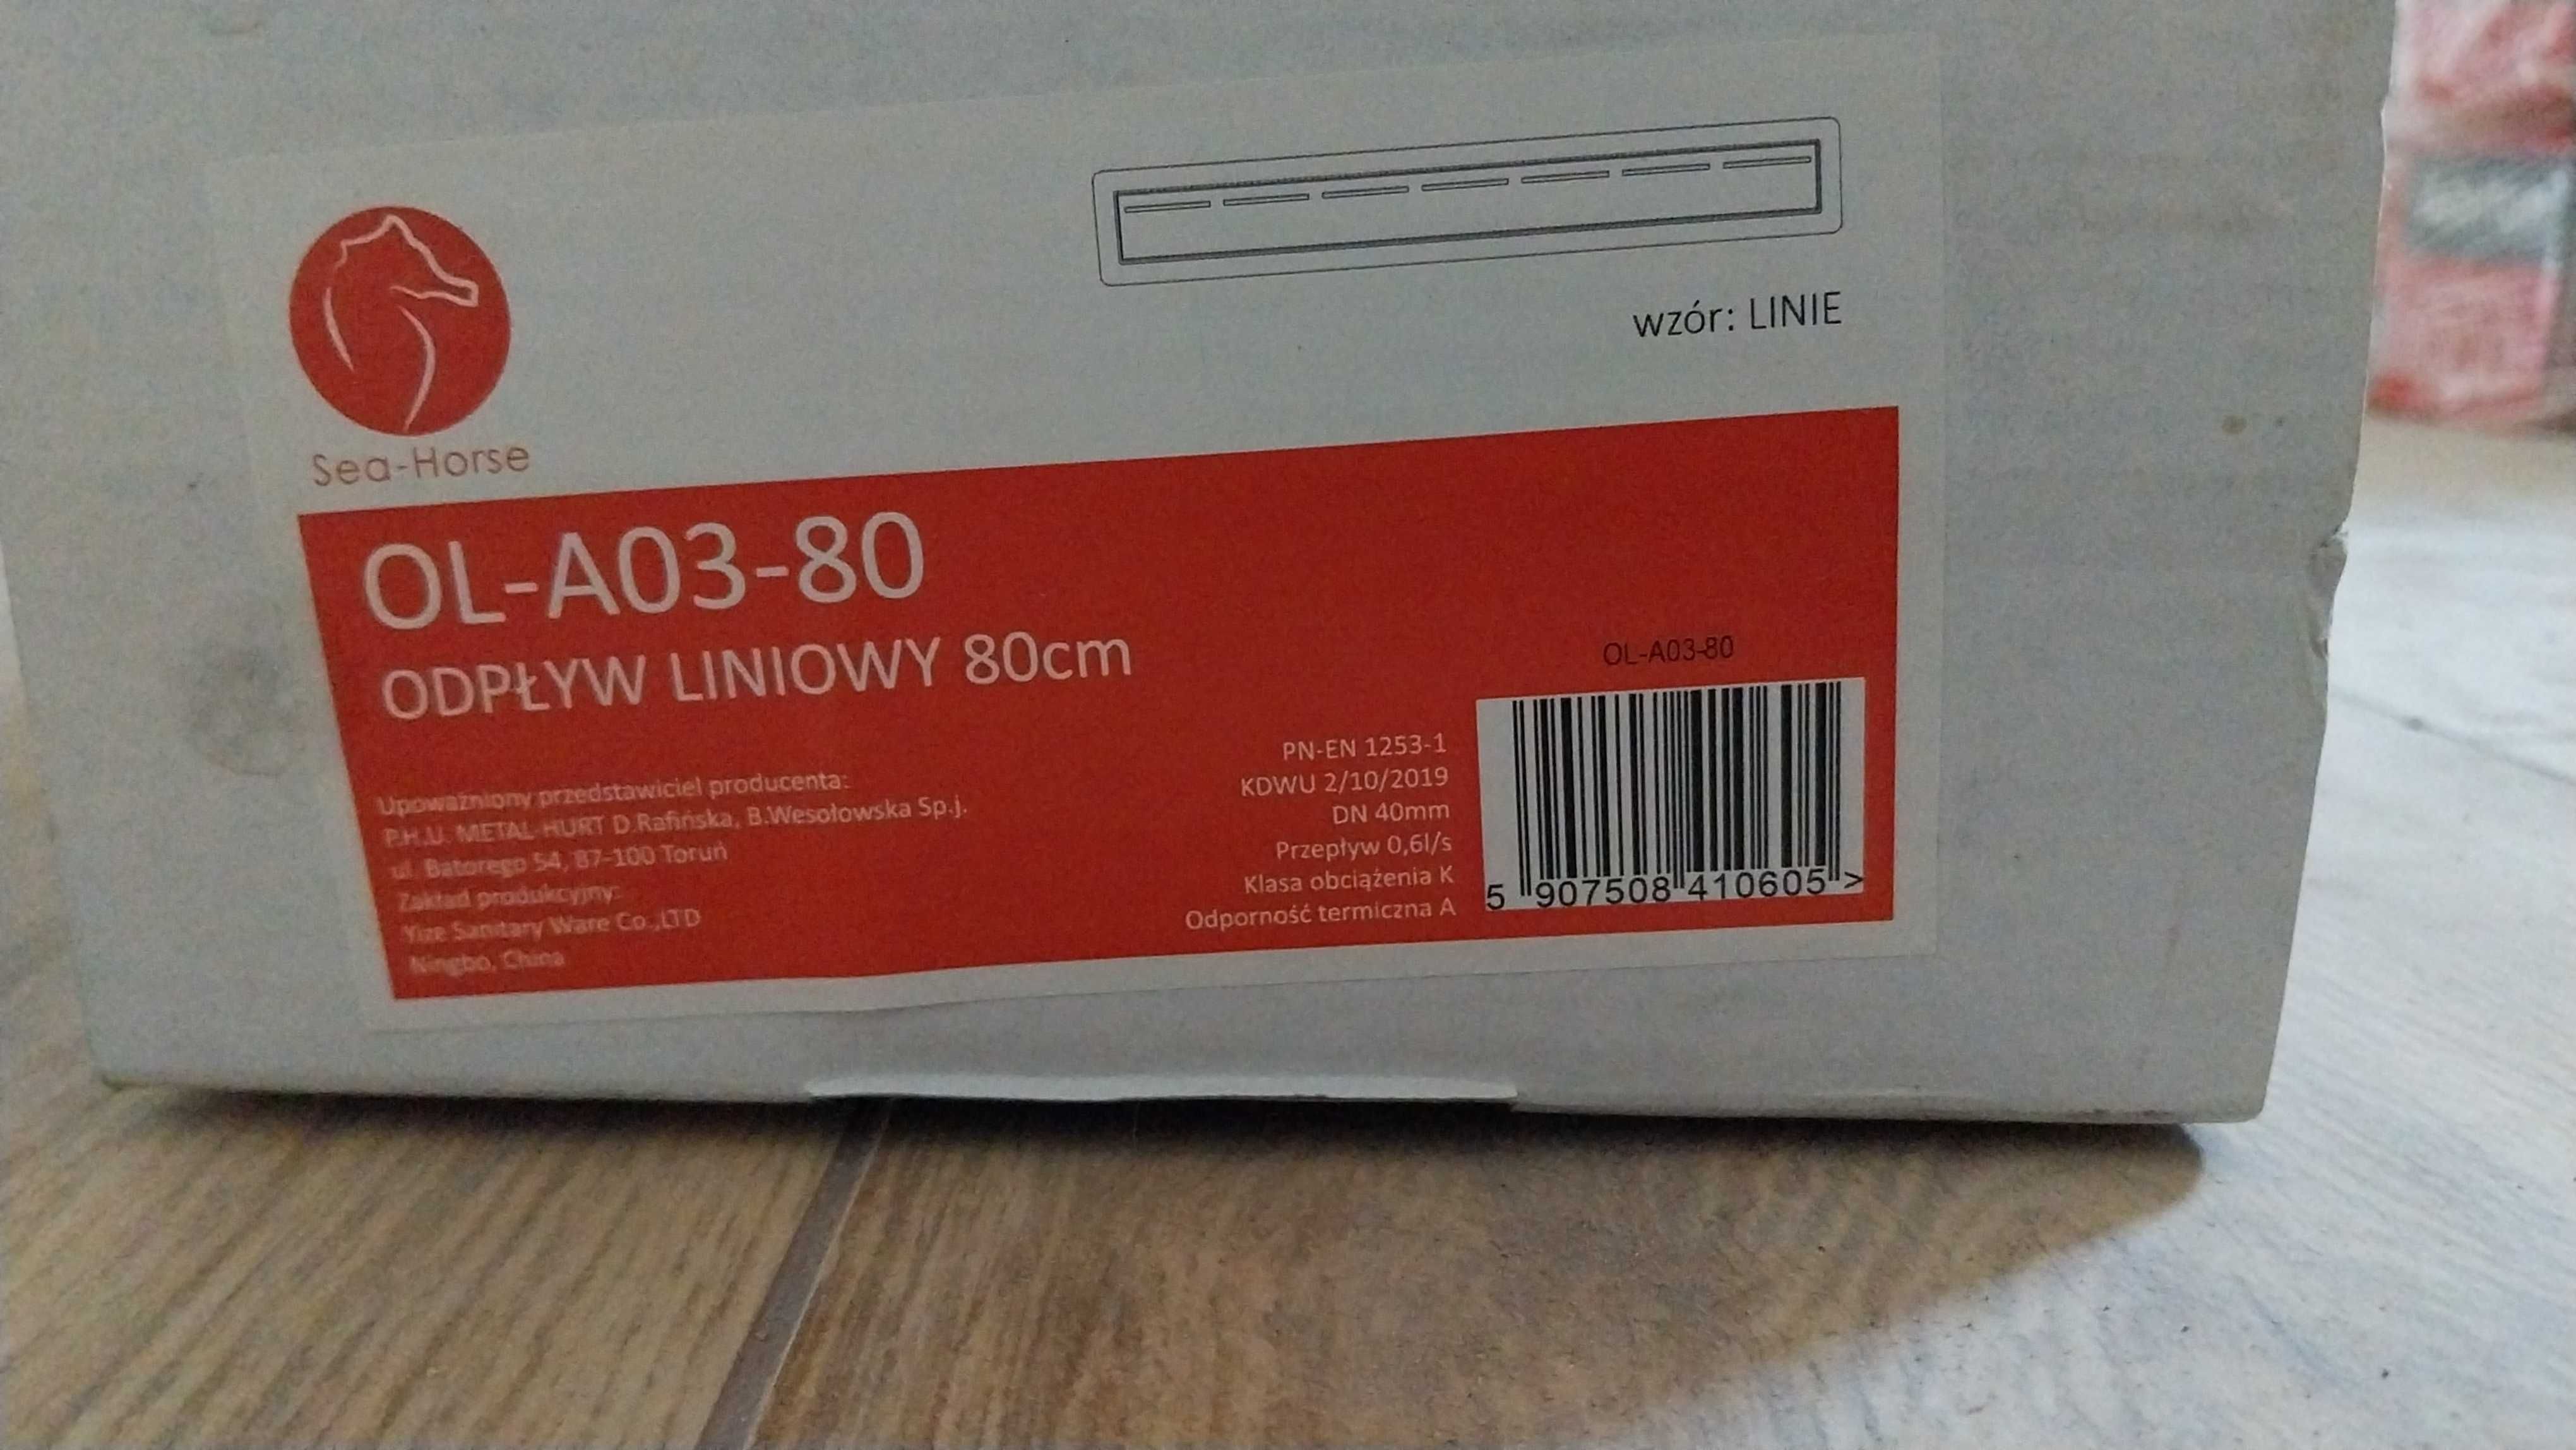 wzór: LINIE
Sea-Horse
OL-A03-80
ODPŁYW LINIOWY 80cm
Upoważniony przedstawiciel producenta:
P.H.U. METAL-HURT D.Rafińska, B.Wesołowska Sp.j.
ul. Batorego 54, 87-100 Toruń
Zakład produkcyjny:
Yize Sanitary Ware Co.,LTD
Ningbo, China
PN-EN 1253-1
KDWU 2/10/2019
DN 40mm
Przepływ 0,6l/s
Klasa obciążenia K
Odporność termiczna A
OL-A03-80
5 907508 410605 >